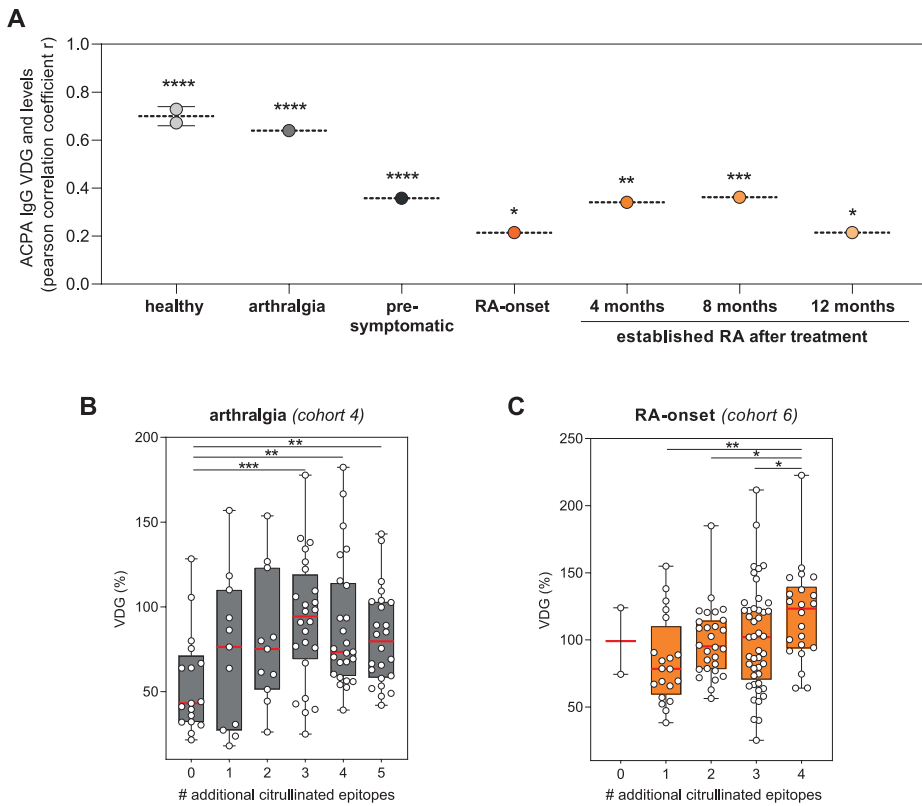 A
ACPA IgG VDG and levels
(pearson correlation coefficient r)
1.0
0.8
0.6
0.4
0.2
0.0
****
****
****
*
**
***
*
healthy
arthralgia
pre-
symptomatic
RA-onset
4 months
8 months
12 months
established RA after treatment
B
arthralgia (cohort 4)
VDG (%)
200
150
100
50
**
**
***
0
1
2
3
4
5
# additional citrullinated epitopes
C
RA-onset (cohort 6)
VDG (%)
250
200
150
100
50
**
*
*
0
1
2
3
4
# additional citrullinated epitopes